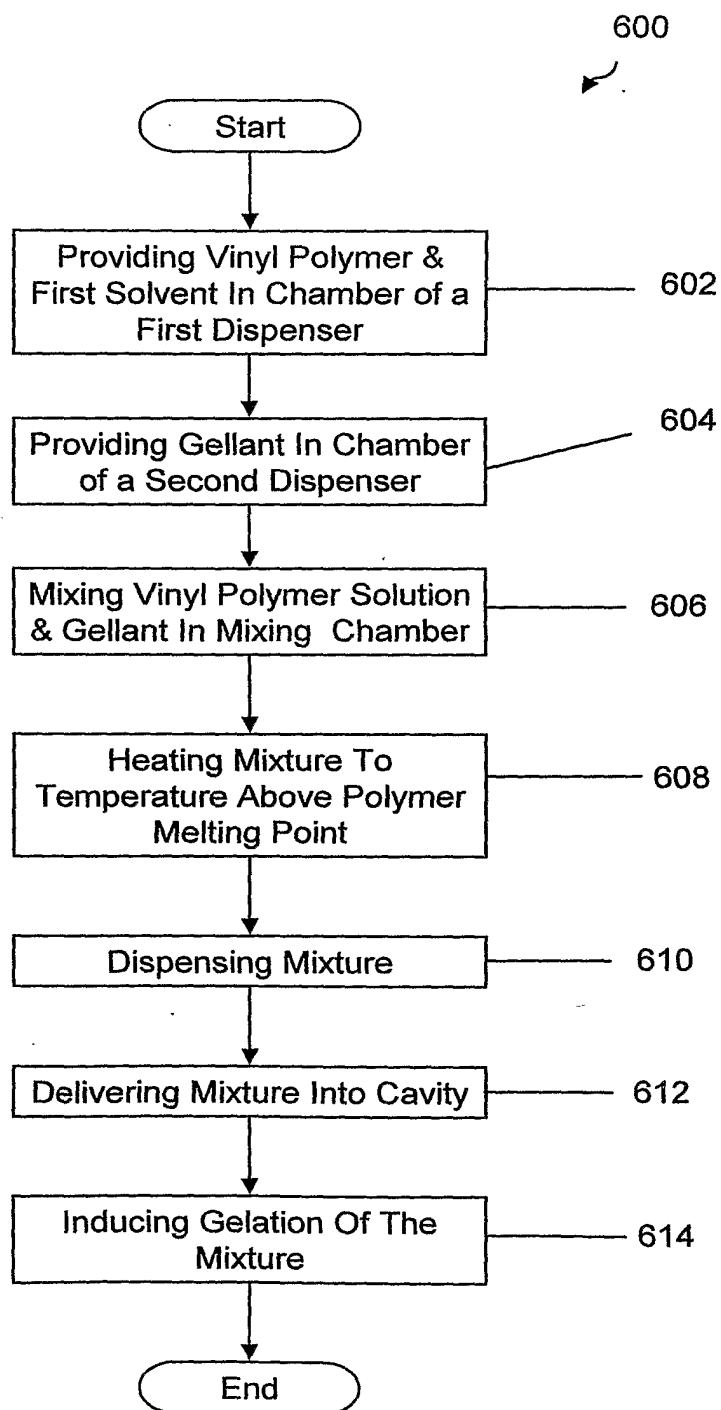 600
Start
Providing Vinyl Polymer &
First Solvent In Chamber of a
First Dispenser
602
Providing Gellant In Chamber
of a Second Dispenser
604
Mixing Vinyl Polymer Solution
& Gellant In Mixing Chamber
606
Heating Mixture To
Temperature Above Polymer
Melting Point
608
Dispensing Mixture
610
Delivering Mixture Into Cavity
612
Inducing Gelation Of The
Mixture
614
End